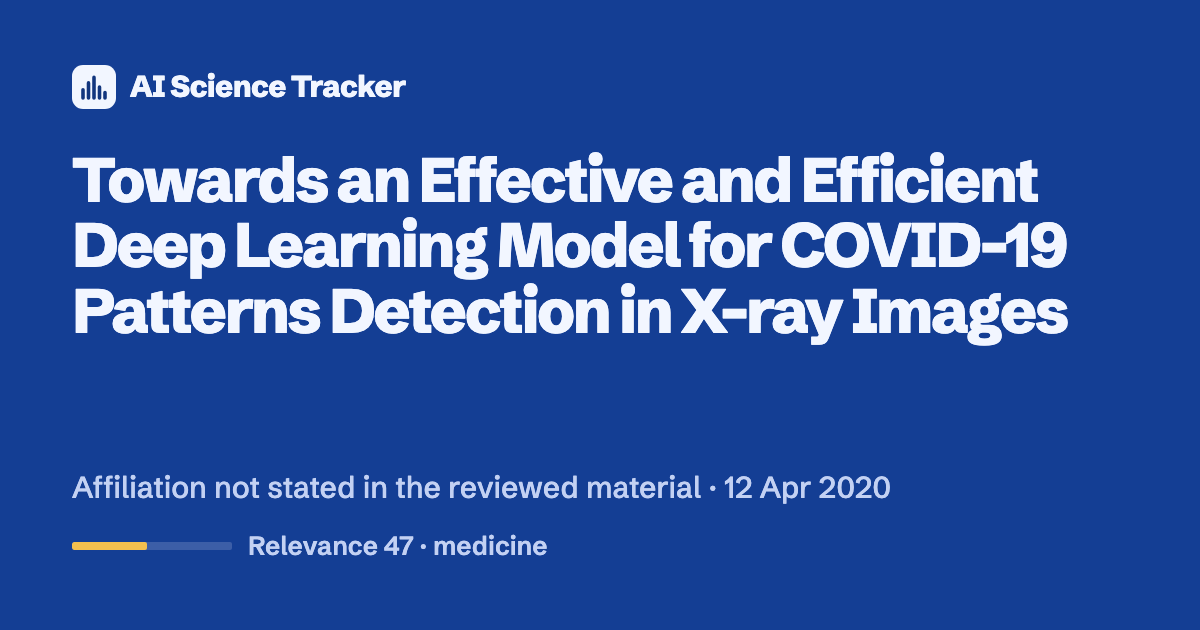 AI Science Tracker
Towards an Effective and Efficient
Deep Learning Model for COVID-19
Patterns Detection in X-ray Images
Affiliation not stated in the reviewed material · 12 Apr 2020
Relevance 47 · medicine